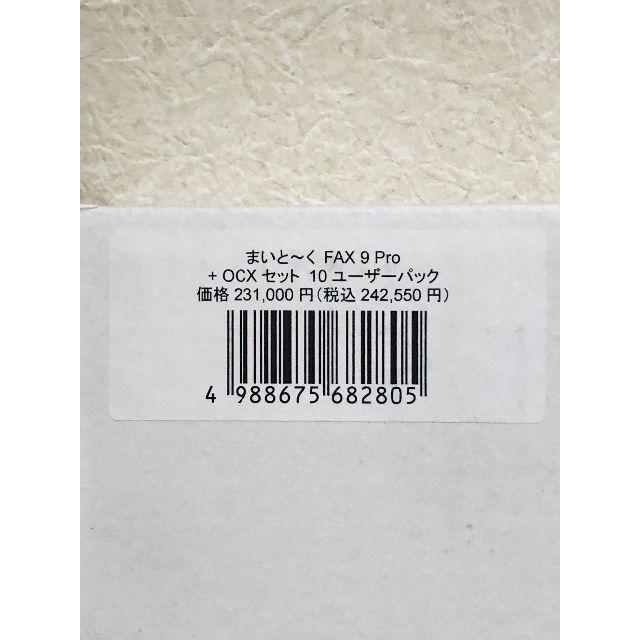 まいと～く FAX 9 Pro
+ OCX セット 10 ユーザーパック
価格 231,000 円（税込 242,550 円）
4 988675 682805